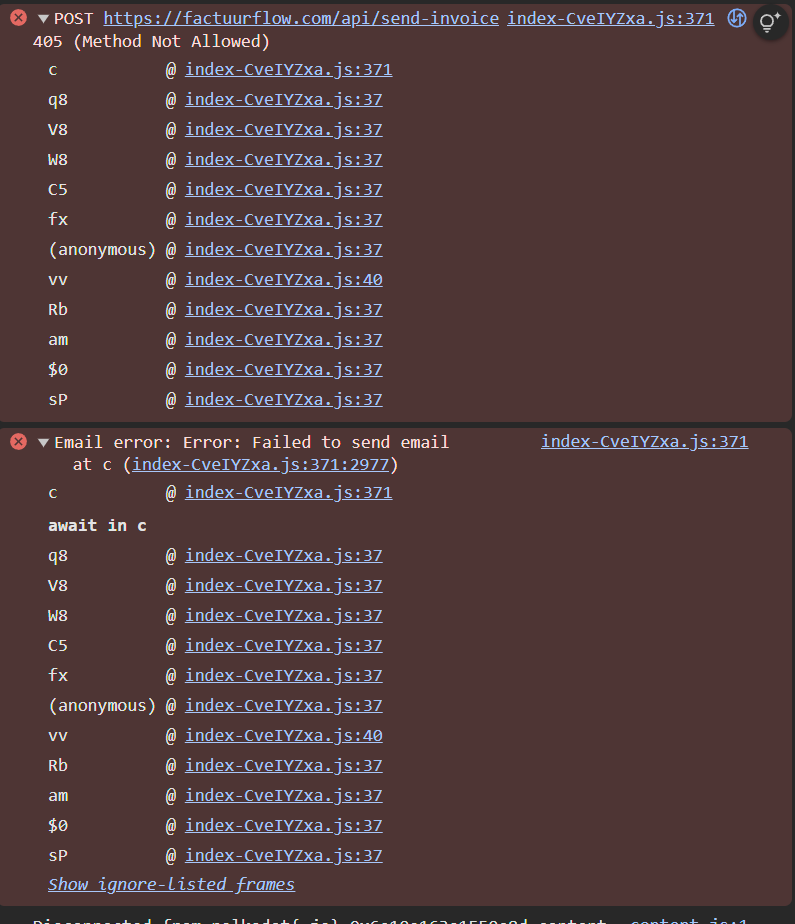 POST https://factuurflow.com/api/send-invoice index-CveIYZxa.js:371
405 (Method Not Allowed)
c @ index-CveIYZxa.js:371
q8 @ index-CveIYZxa.js:37
V8 @ index-CveIYZxa.js:37
W8 @ index-CveIYZxa.js:37
C5 @ index-CveIYZxa.js:37
fx @ index-CveIYZxa.js:37
(anonymous) @ index-CveIYZxa.js:37
vv @ index-CveIYZxa.js:40
Rb @ index-CveIYZxa.js:37
am @ index-CveIYZxa.js:37
$0 @ index-CveIYZxa.js:37
sP @ index-CveIYZxa.js:37
Email error: Error: Failed to send email index-CveIYZxa.js:371
at c (index-CveIYZxa.js:371:2977)
c @ index-CveIYZxa.js:371
await in c
q8 @ index-CveIYZxa.js:37
V8 @ index-CveIYZxa.js:37
W8 @ index-CveIYZxa.js:37
C5 @ index-CveIYZxa.js:37
fx @ index-CveIYZxa.js:37
(anonymous) @ index-CveIYZxa.js:37
vv @ index-CveIYZxa.js:40
Rb @ index-CveIYZxa.js:37
am @ index-CveIYZxa.js:37
$0 @ index-CveIYZxa.js:37
sP @ index-CveIYZxa.js:37
Show ignore-listed frames
Disconnected from content.js:1